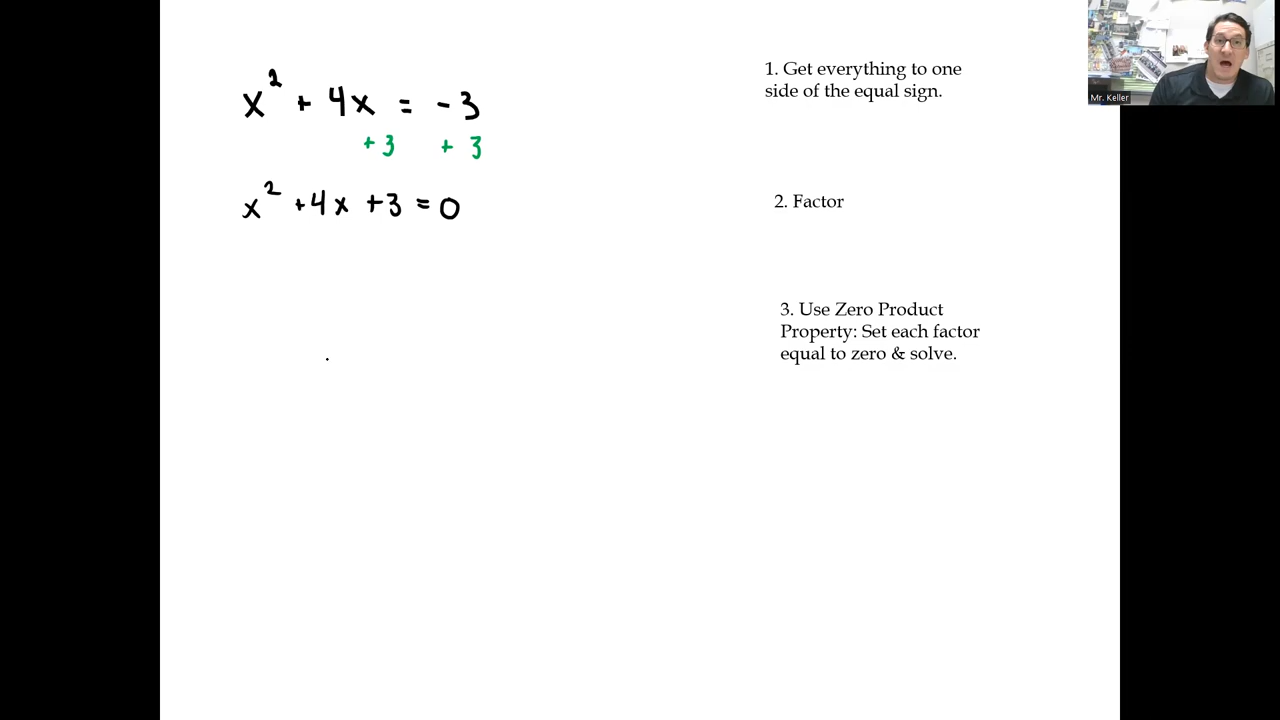 x² + 4x = -3
+3 + 3
x² +4x +3 = 0
1. Get everything to one
side of the equal sign.
2. Factor
3. Use Zero Product
Property: Set each factor
equal to zero & solve.
Mr. Keller